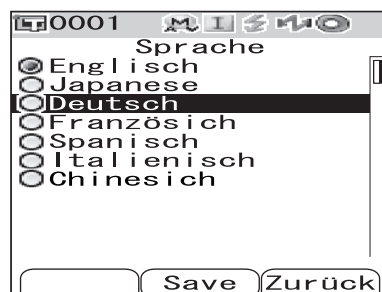 0001 M I
Sprache
Englisch
Japanese
Deutsch
Französich
Spanisch
Italienisch
Chinesich
Save Zurück